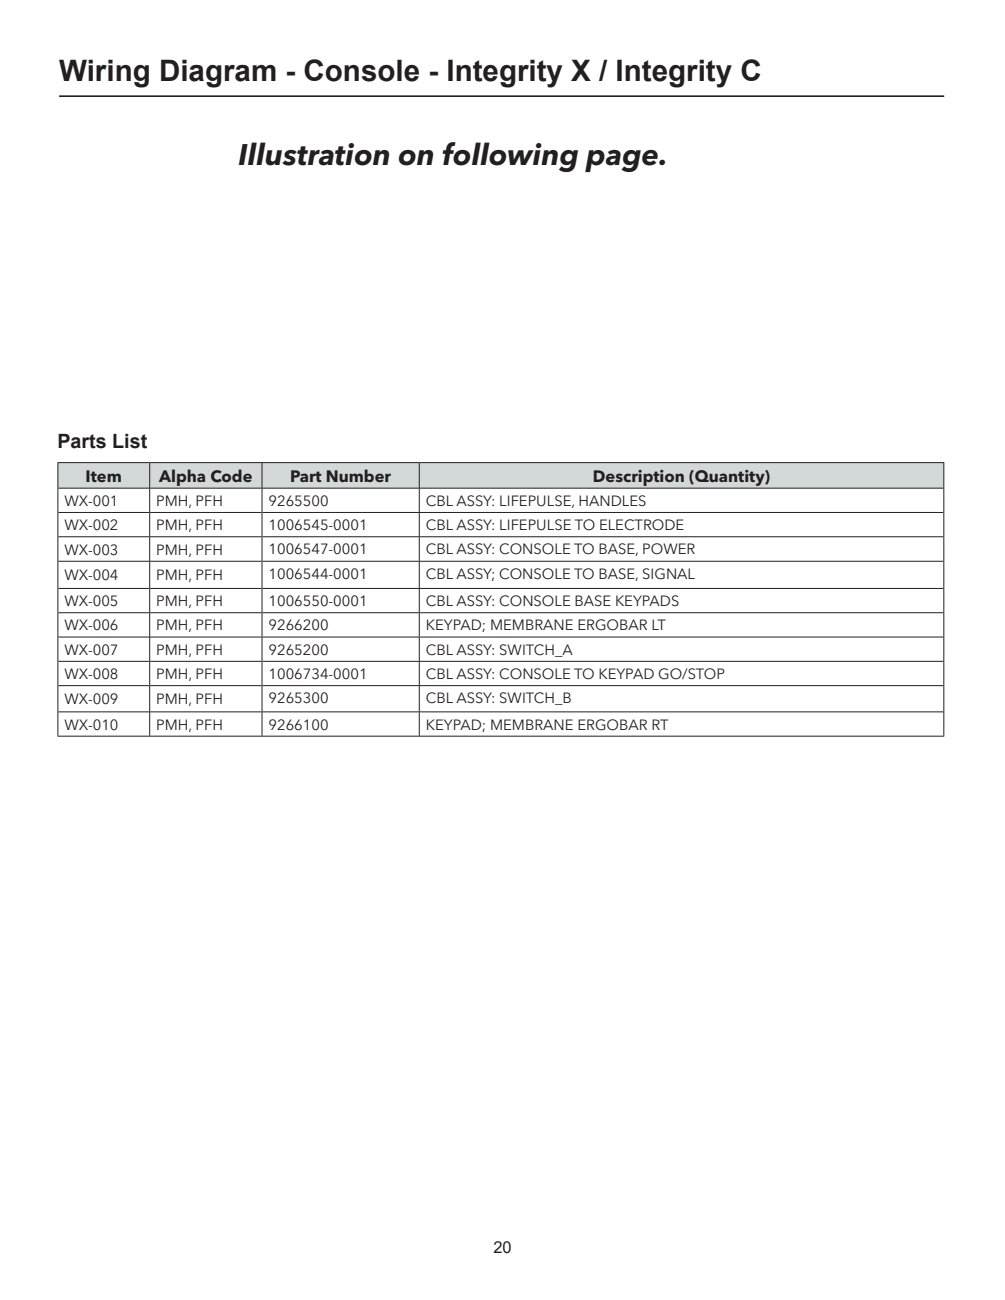 Wiring Diagram - Console - Integrity X / Integrity C
Illustration on following page.
Parts List
Item Alpha Code Part Number Description (Quantity)
WX-001 PMH, PFH 9265500 CBL ASSY: LIFEPULSE, HANDLES
WX-002 PMH, PFH 1006545-0001 CBL ASSY: LIFEPULSE TO ELECTRODE
WX-003 PMH, PFH 1006547-0001 CBL ASSY: CONSOLE TO BASE, POWER
WX-004 PMH, PFH 1006544-0001 CBL ASSY; CONSOLE TO BASE, SIGNAL
WX-005 PMH, PFH 1006550-0001 CBL ASSY: CONSOLE BASE KEYPADS
WX-006 PMH, PFH 9266200 KEYPAD; MEMBRANE ERGOBAR LT
WX-007 PMH, PFH 9265200 CBL ASSY: SWITCH_A
WX-008 PMH, PFH 1006734-0001 CBL ASSY: CONSOLE TO KEYPAD GO/STOP
WX-009 PMH, PFH 9265300 CBL ASSY: SWITCH_B
WX-010 PMH, PFH 9266100 KEYPAD; MEMBRANE ERGOBAR RT
20